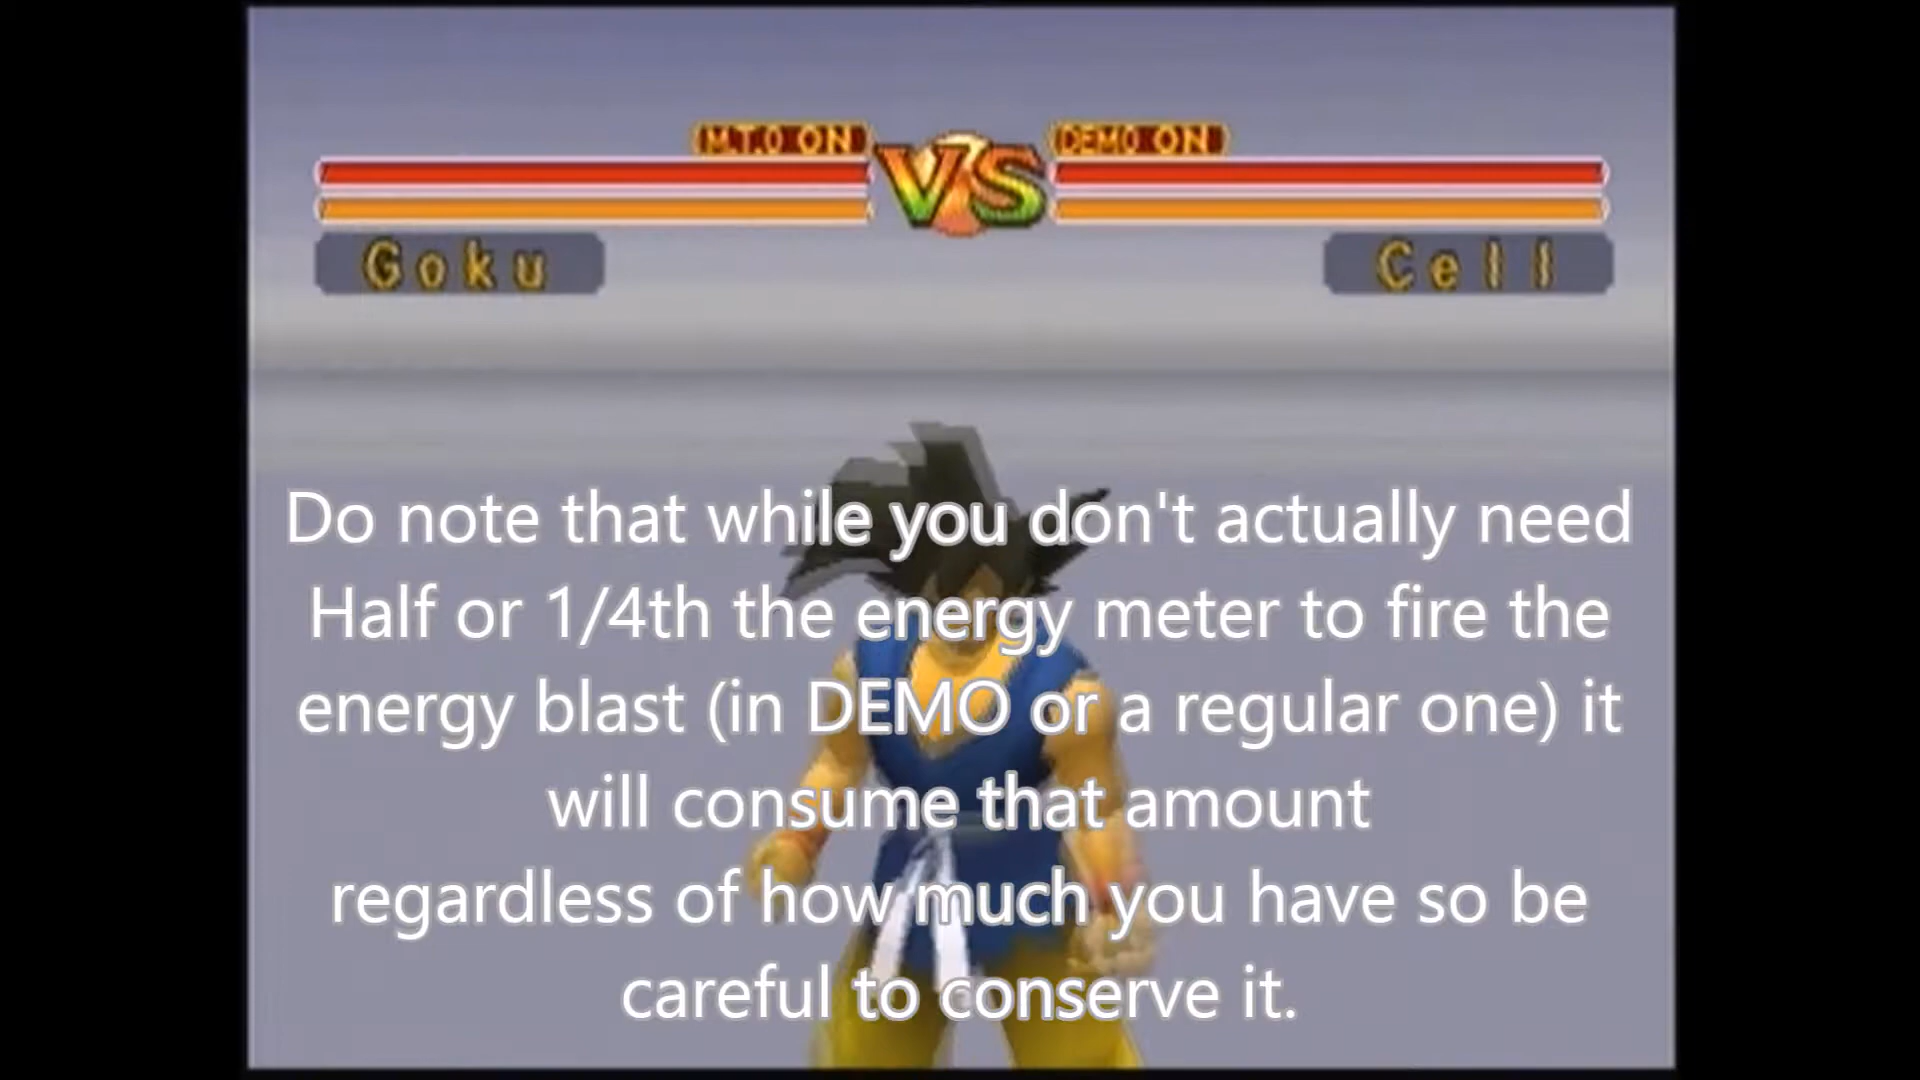 M.T.O ON VS DEMO ON
Goku Cell
Do note that while you don't actually need
Half or 1/4th the energy meter to fire the
energy blast (in DEMO or a regular one) it
will consume that amount
regardless of how much you have so be
careful to conserve it.